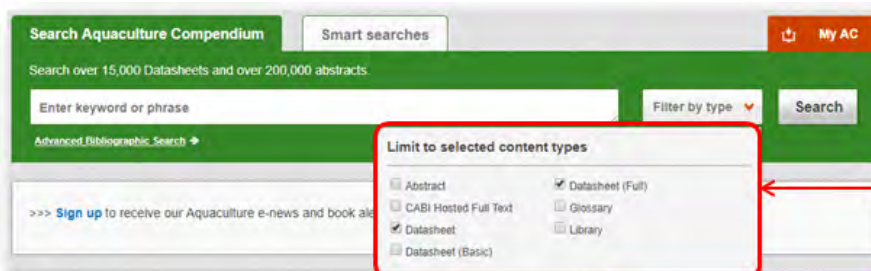 Search Aquaculture Compendium
Smart searches
My AC
Search over 15,000 Datasheets and over 200,000 abstracts.
Enter keyword or phrase
Filter by type
Search
Advanced Bibliographic Search
Limit to selected content types
Abstract
Datasheet (Full)
CABI Hosted Full Text
Glossary
Datasheet
Library
Datasheet (Basic)
>>> Sign up to receive our Aquaculture e-news and book ale